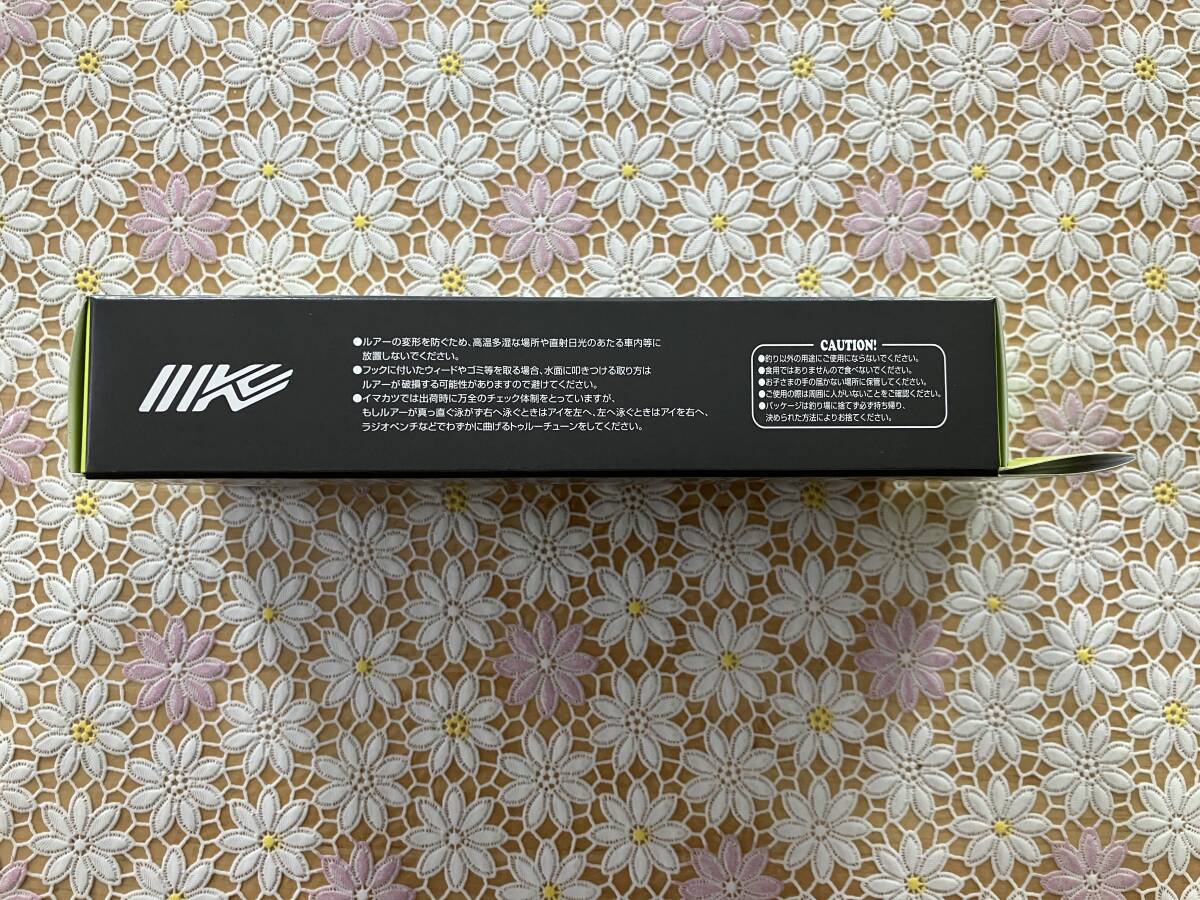 ●ルアーの変形を防ぐため、高温多湿な場所や直射日光のあたる車内等に
放置しないでください。
●フックに付いたウィードやゴミ等を取る場合、水面に叩きつける取り方は
ルアーが破損する可能性がありますので避けてください。
●イマカツでは出荷時に万全のチェック体制をとっていますが、
もしルアーが真っ直ぐ泳がず右へ泳ぐときはアイを左へ、左へ泳ぐときはアイを右へ、
ラジオペンチなどでわずかに曲げるトゥルーチューンをしてください。
CAUTION!
●釣り以外の用途にご使用にならないでください。
●食用ではありませんので食べないでください。
●お子さまの手の届かない場所に保管してください。
●ご使用の際は周囲に人がいないことをご確認ください。
●パッケージは釣り場に捨てず必ず持ち帰り、
決められた方法によりお捨てください。